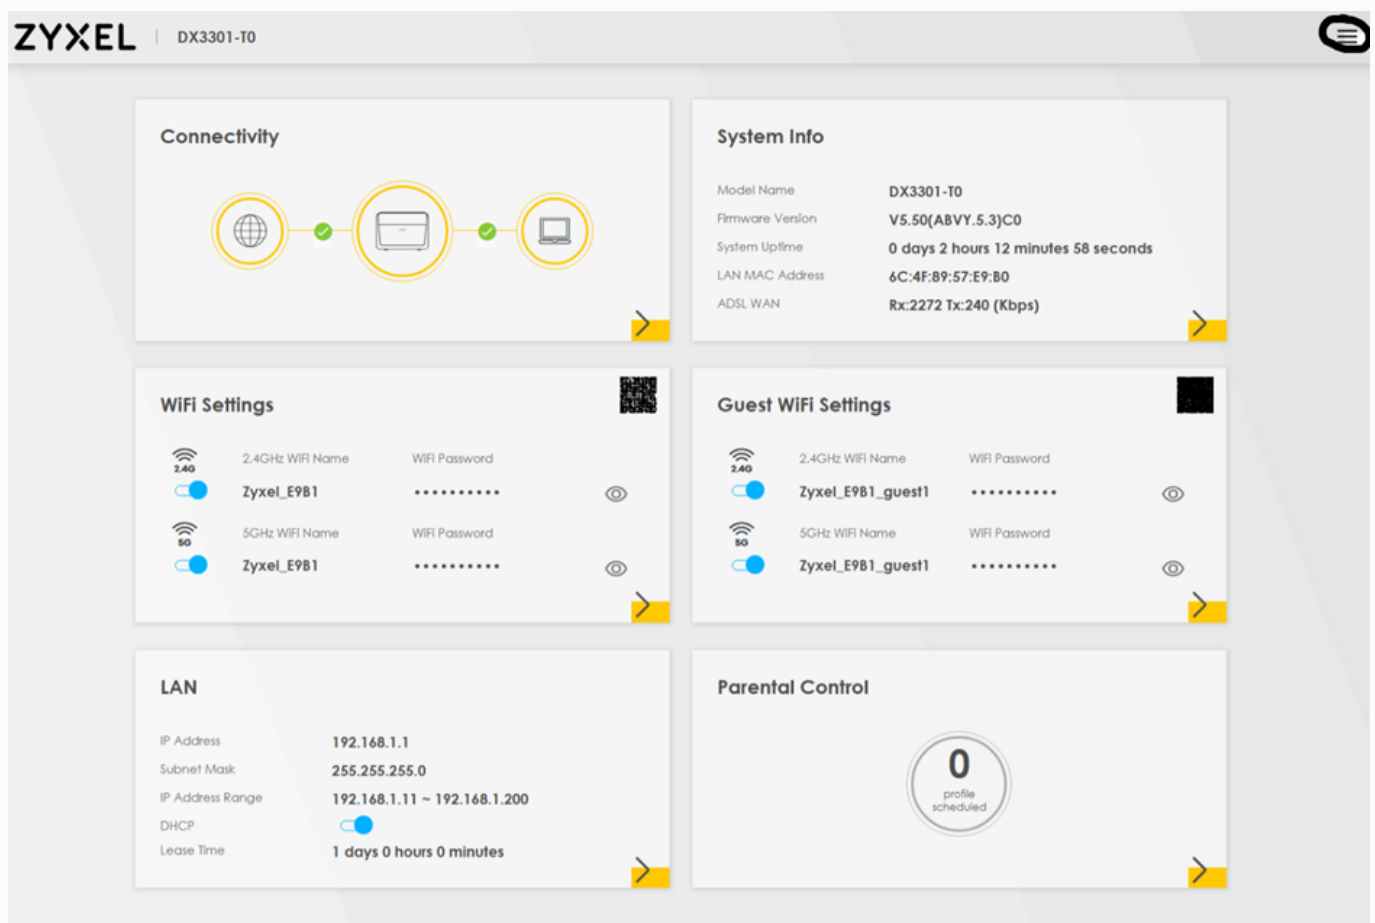 ZYXEL DX3301-T0
Connectivity
System Info
Model Name DX3301-T0
Firmware Version V5.50(ABVY.5.3)C0
System Uptime 0 days 2 hours 12 minutes 58 seconds
LAN MAC Address 6C:4F:89:57:E9:B0
ADSL WAN Rx:2272 Tx:240 (Kbps)
WiFi Settings
2.4G 2.4GHz WiFi Name WiFi Password
Zyxel_E9B1 ••••••••••
5G 5GHz WiFi Name WiFi Password
Zyxel_E9B1 ••••••••••
Guest WiFi Settings
2.4G 2.4GHz WiFi Name WiFi Password
Zyxel_E9B1_guest1 ••••••••••
5G 5GHz WiFi Name WiFi Password
Zyxel_E9B1_guest1 ••••••••••
LAN
IP Address 192.168.1.1
Subnet Mask 255.255.255.0
IP Address Range 192.168.1.11 ~ 192.168.1.200
DHCP
Lease Time 1 days 0 hours 0 minutes
Parental Control
0
profile
scheduled